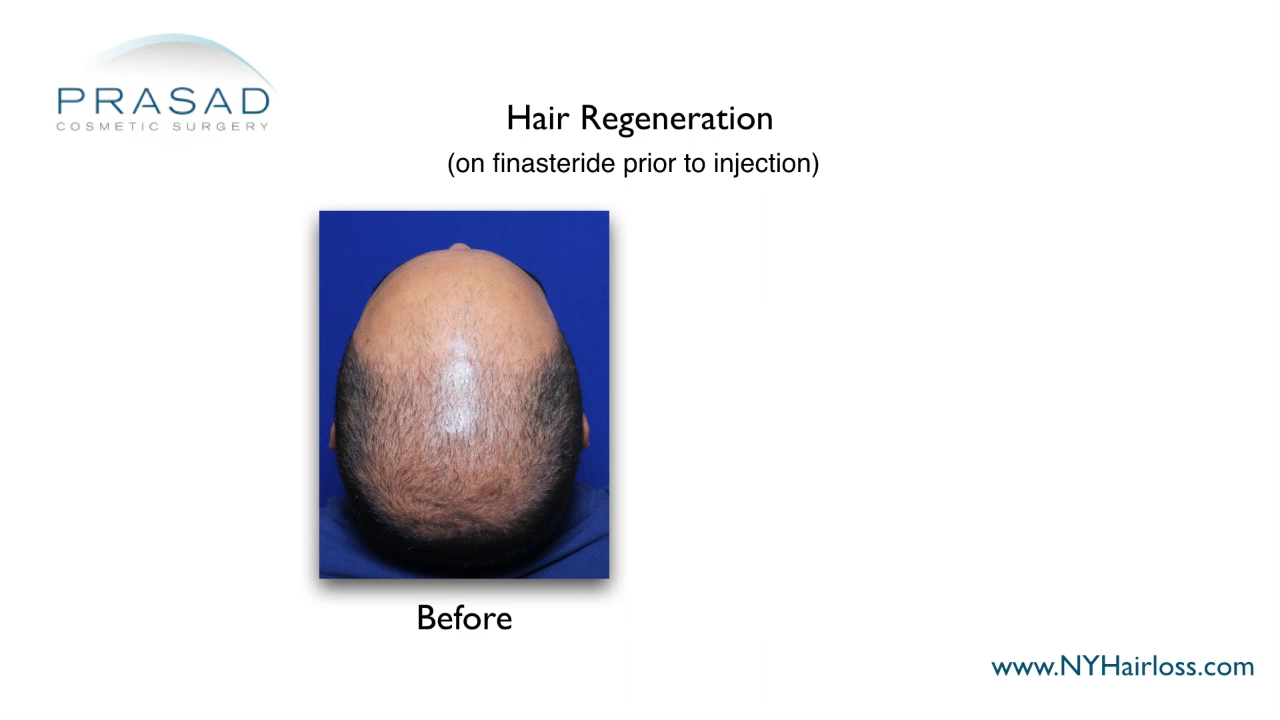 PRASAD
COSMETIC SURGERY
Hair Regeneration
(on finasteride prior to injection)
Before
www.NYHairloss.com